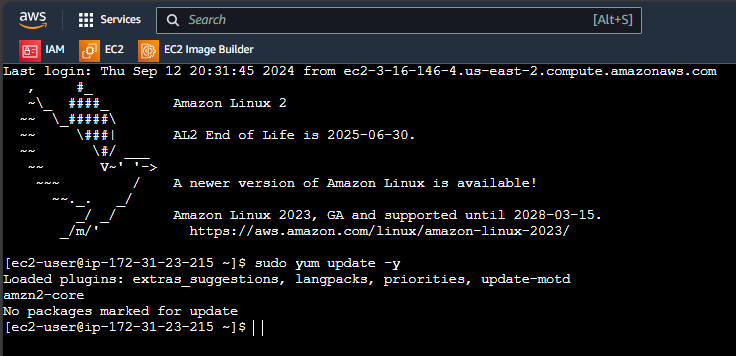 aws Services Search [Alt+S]
IAM EC2 EC2 Image Builder
Last login: Thu Sep 12 20:31:45 2024 from ec2-3-16-146-4.us-east-2.compute.amazonaws.com
   ,     #_
   ~\_  ####_        Amazon Linux 2
  ~~  \_#####\
  ~~     \###|       AL2 End of Life is 2025-06-30.
  ~~       \#/ ___
   ~~       V~' '->
    ~~~         /    A newer version of Amazon Linux is available!
      ~~._.   _/
         _/ _/       Amazon Linux 2023, GA and supported until 2028-03-15.
       _/m/'           https://aws.amazon.com/linux/amazon-linux-2023/
[ec2-user@ip-172-31-23-215 ~]$ sudo yum update -y
Loaded plugins: extras_suggestions, langpacks, priorities, update-motd
amzn2-core
No packages marked for update
[ec2-user@ip-172-31-23-215 ~]$